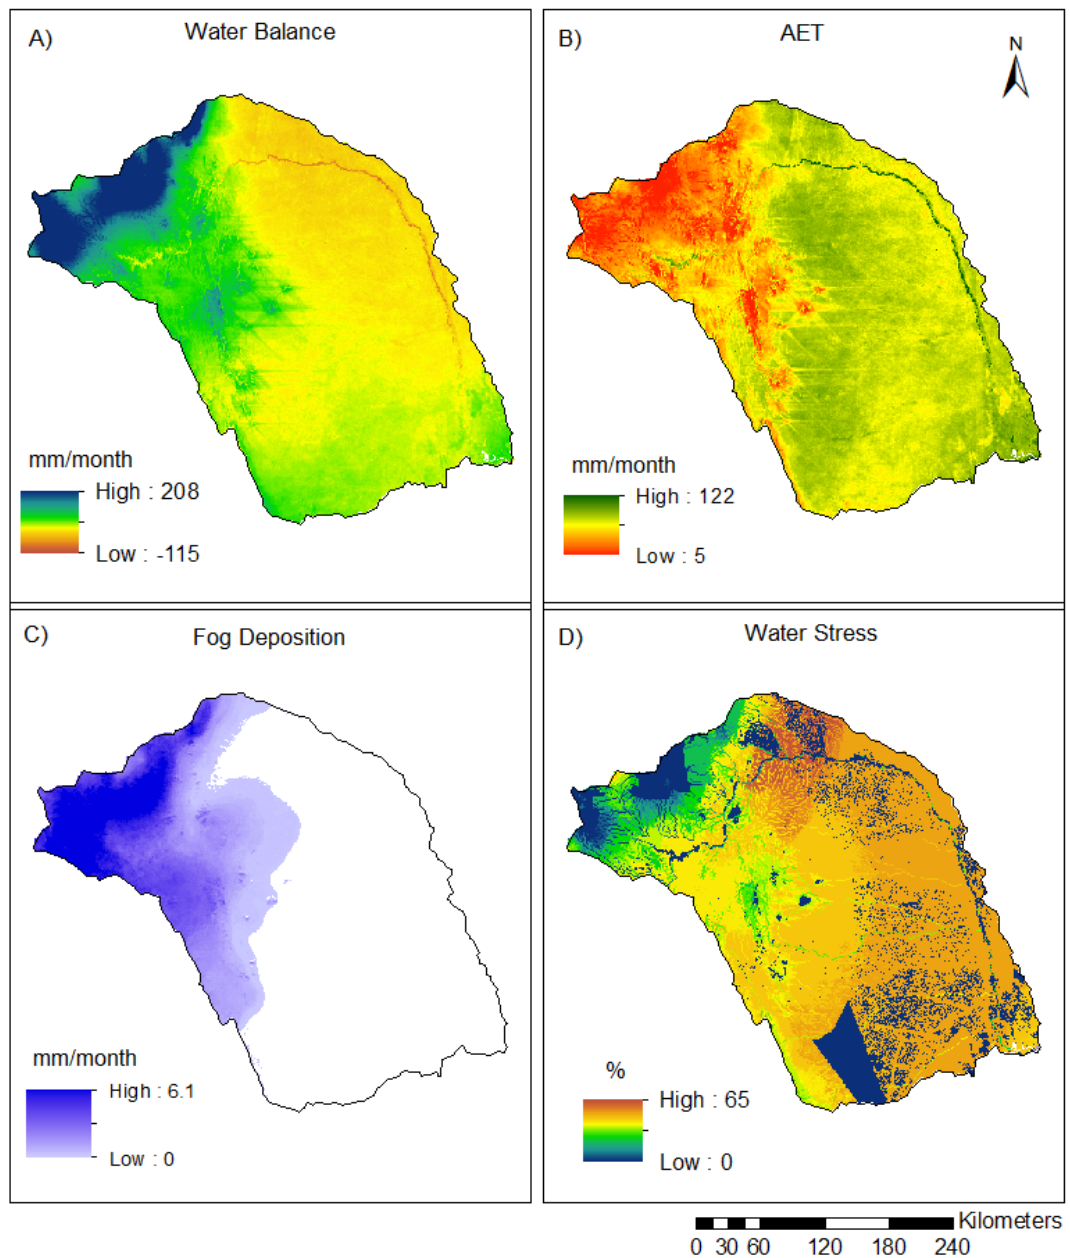 A)
Water Balance
mm/month
High : 208
Low : -115
B)
AET
N
mm/month
High : 122
Low : 5
C)
Fog Deposition
mm/month
High : 6.1
Low : 0
D)
Water Stress
%
High : 65
Low : 0
Kilometers
0 30 60 120 180 240